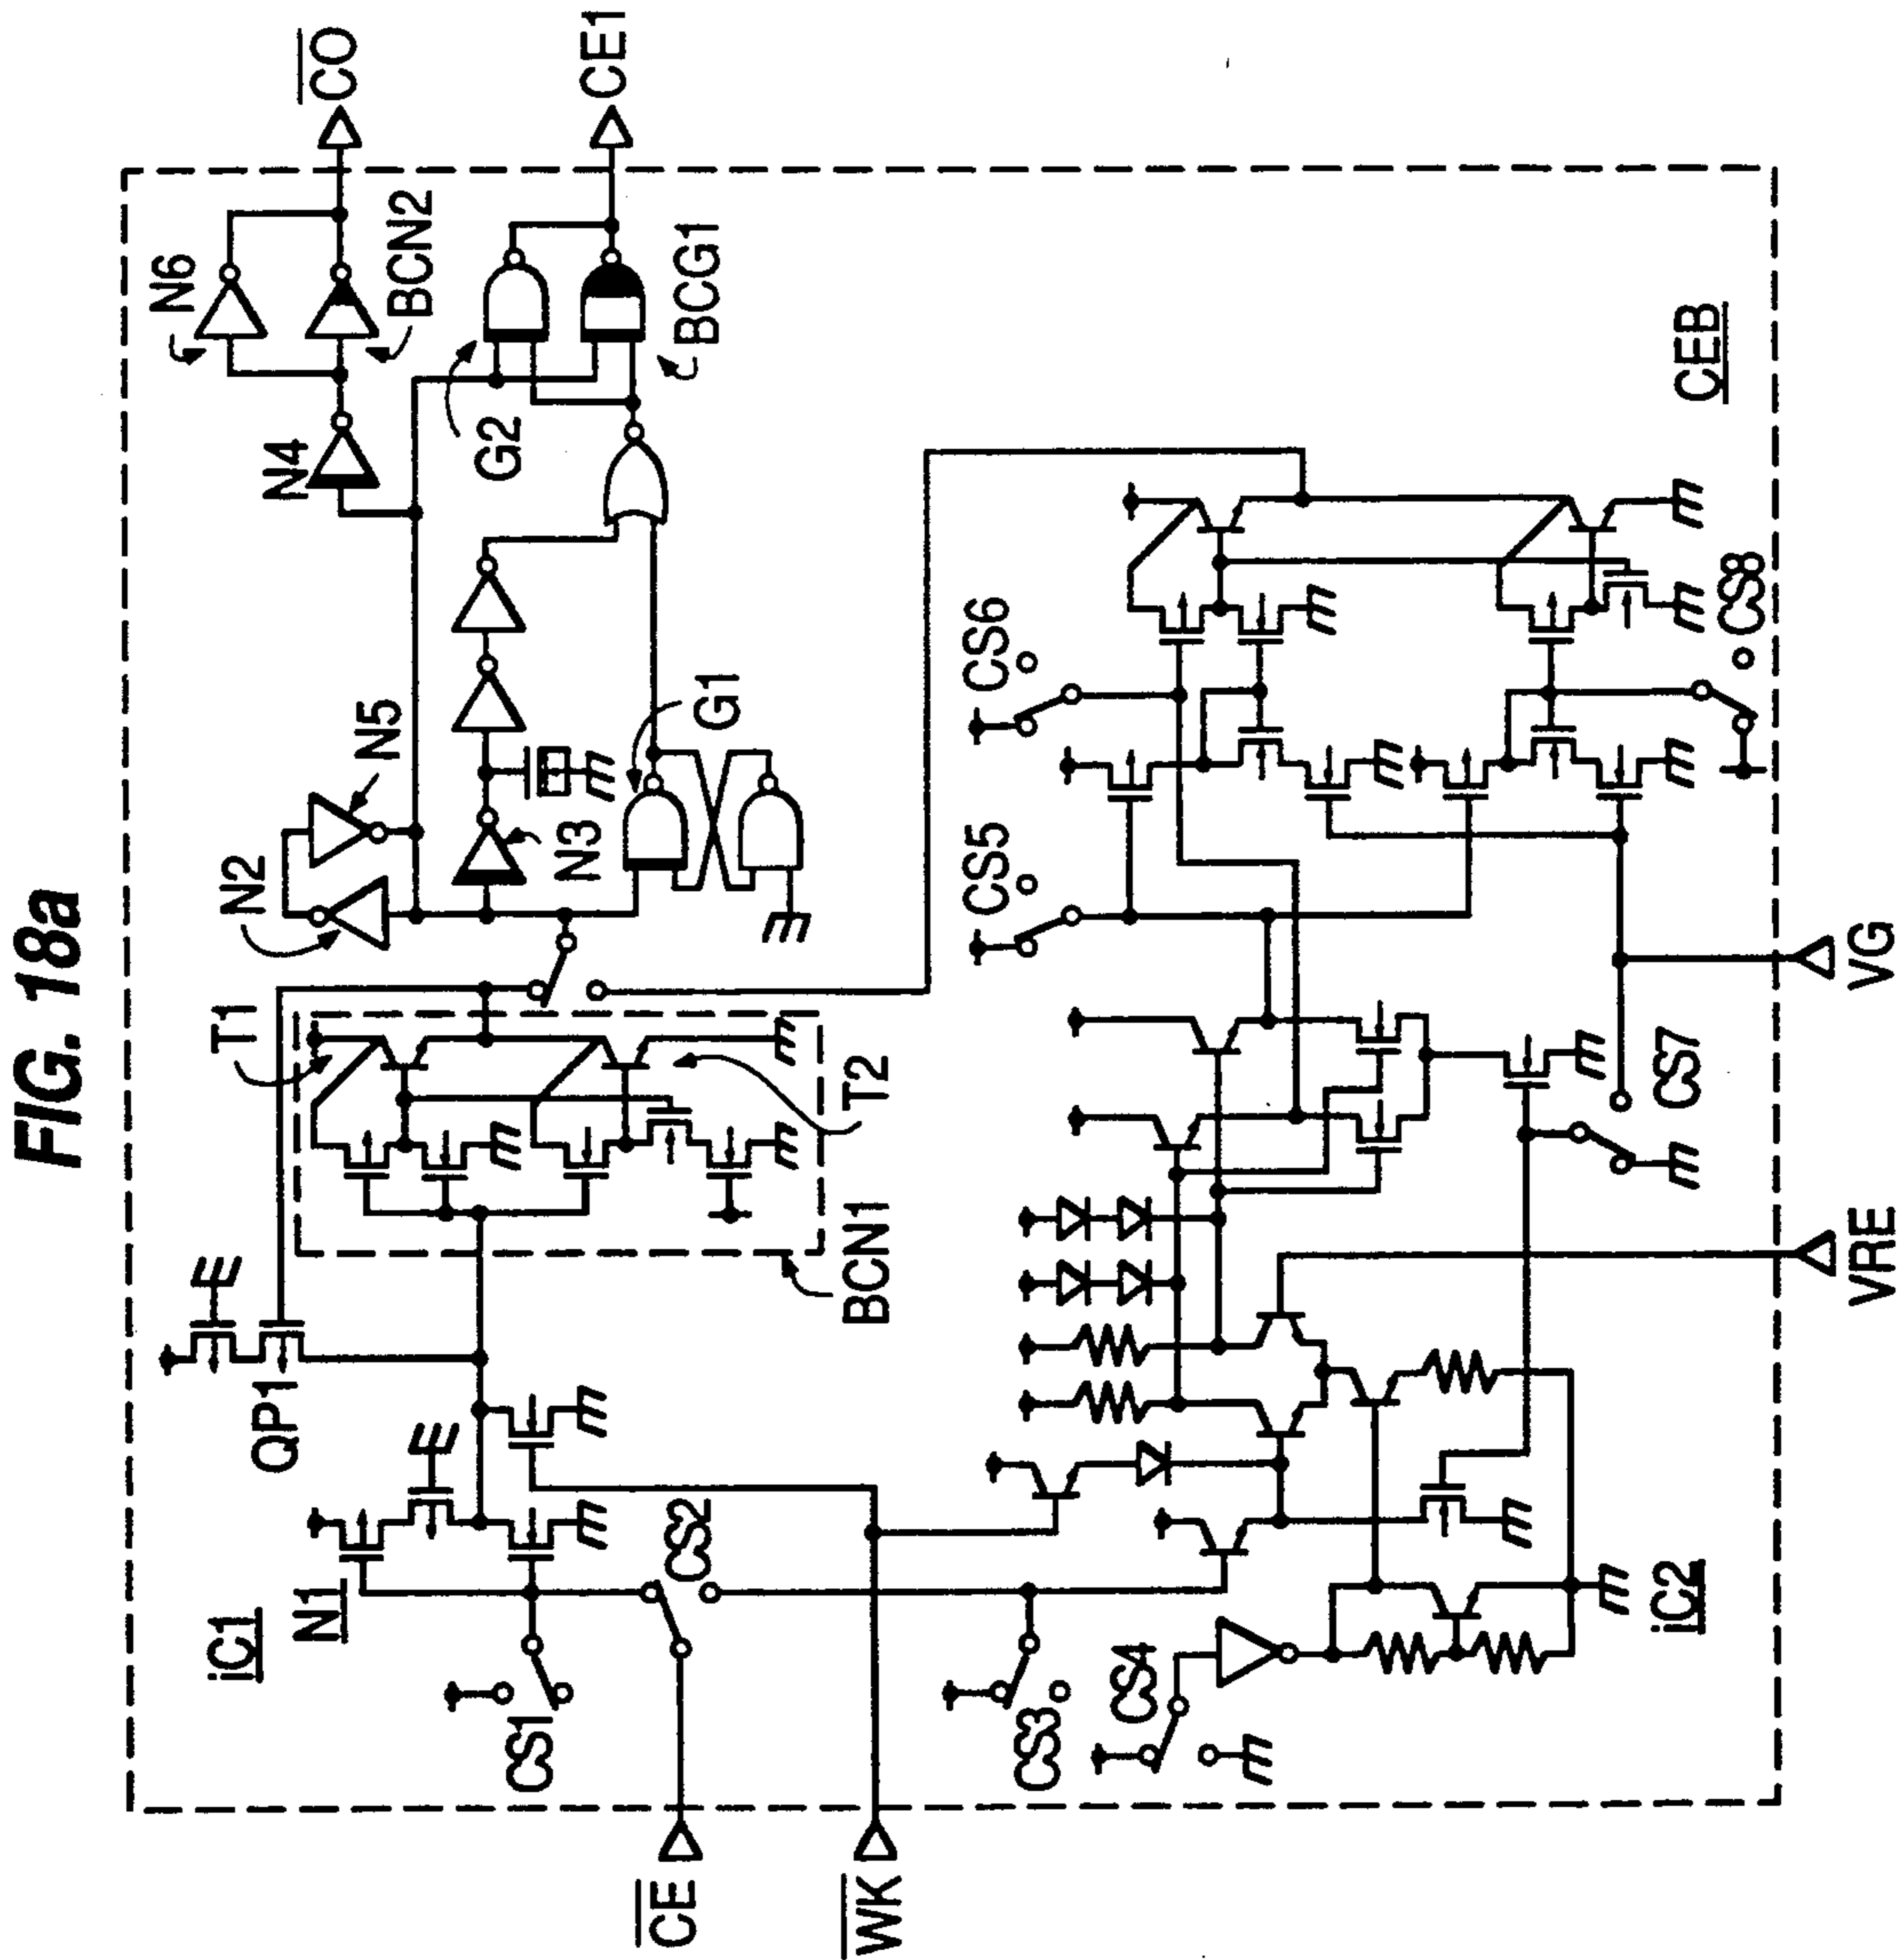 FIG. 18a
iC1
N1
QP1
T1
N2
N5
N4
N6
CO
BCN2
CE1
G2
BCG1
N3
G1
CS1
CS2
BCN1
T2
CE
WK
CS3
CS4
iC2
CS5
CS6
CS7
CS8
CEB
VRE
VG